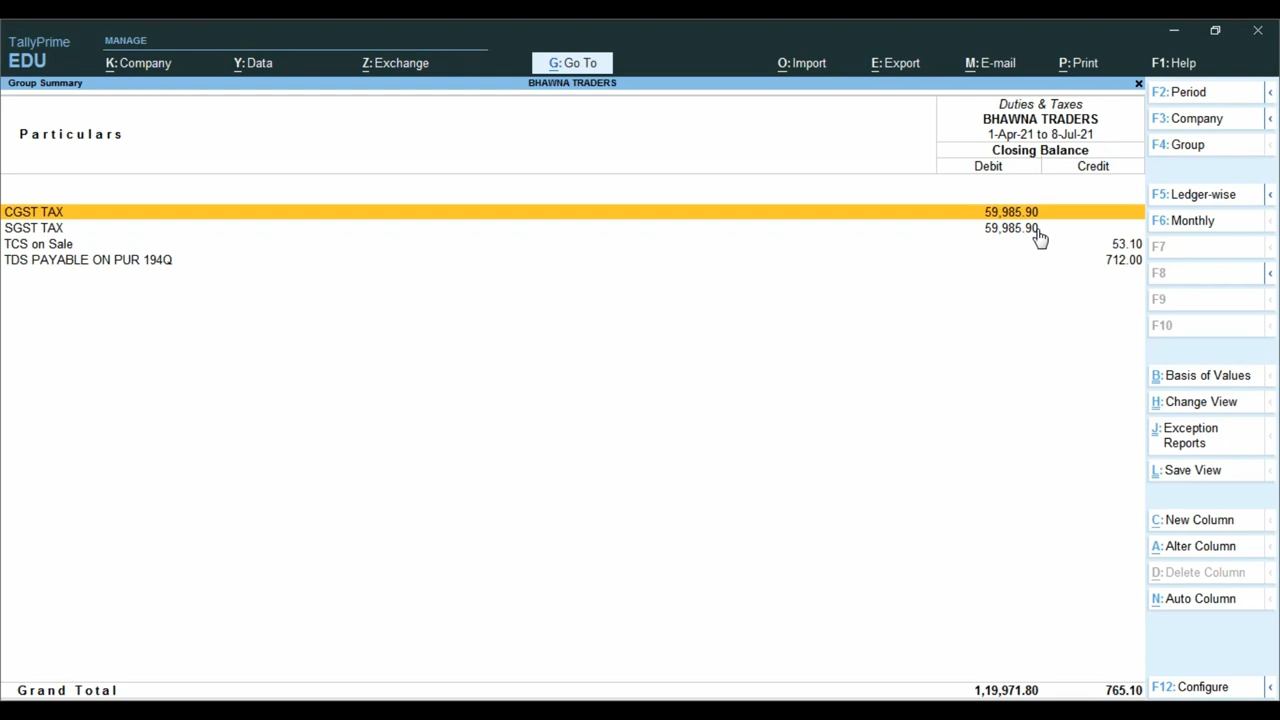 TallyPrime
EDU
MANAGE
K: Company
Y: Data
Z: Exchange
G: Go To
O: Import
E: Export
M: E-mail
P: Print
F1: Help
Group Summary
BHAWNA TRADERS
Particulars
Duties & Taxes
BHAWNA TRADERS
1-Apr-21 to 8-Jul-21
Closing Balance
Debit Credit
CGST TAX 59,985.90
SGST TAX 59,985.90
TCS on Sale 53.10
TDS PAYABLE ON PUR 194Q 712.00
Grand Total 1,19,971.80 765.10
F2: Period
F3: Company
F4: Group
F5: Ledger-wise
F6: Monthly
F7
F8
F9
F10
B: Basis of Values
H: Change View
J: Exception
Reports
L: Save View
C: New Column
A: Alter Column
D: Delete Column
N: Auto Column
F12: Configure